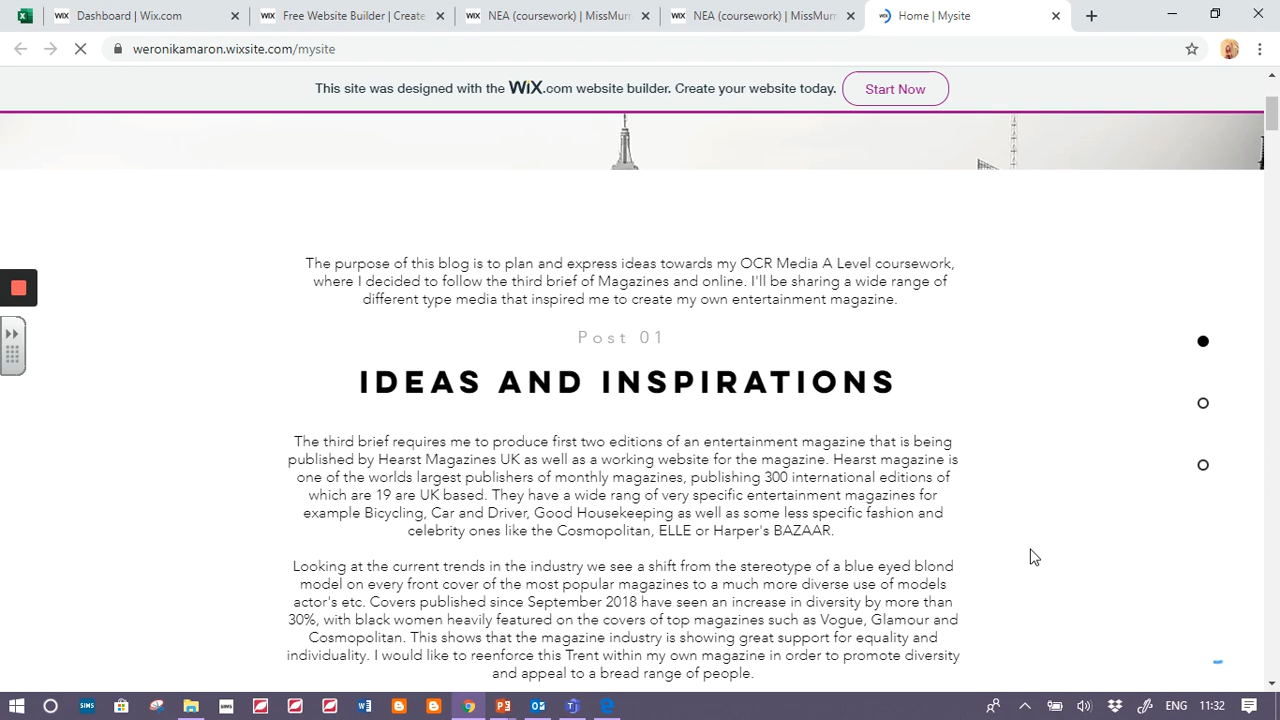 Dashboard | Wix.com
Free Website Builder | Create
NEA (coursework) | MissMurr
NEA (coursework) | MissMurr
Home | Mysite
weronikamaron.wixsite.com/mysite
This site was designed with the WiX.com website builder. Create your website today.
Start Now
The purpose of this blog is to plan and express ideas towards my OCR Media A Level coursework,
where I decided to follow the third brief of Magazines and online. I'll be sharing a wide range of
different type media that inspired me to create my own entertainment magazine.
Post 01
IDEAS AND INSPIRATIONS
The third brief requires me to produce first two editions of an entertainment magazine that is being
published by Hearst Magazines UK as well as a working website for the magazine. Hearst magazine is
one of the worlds largest publishers of monthly magazines, publishing 300 international editions of
which are 19 are UK based. They have a wide rang of very specific entertainment magazines for
example Bicycling, Car and Driver, Good Housekeeping as well as some less specific fashion and
celebrity ones like the Cosmopolitan, ELLE or Harper's BAZAAR.
Looking at the current trends in the industry we see a shift from the stereotype of a blue eyed blond
model on every front cover of the most popular magazines to a much more diverse use of models
actor's etc. Covers published since September 2018 have seen an increase in diversity by more than
30%, with black women heavily featured on the covers of top magazines such as Vogue, Glamour and
Cosmopolitan. This shows that the magazine industry is showing great support for equality and
individuality. I would like to reenforce this Trent within my own magazine in order to promote diversity
and appeal to a bread range of people.
ENG
11:32